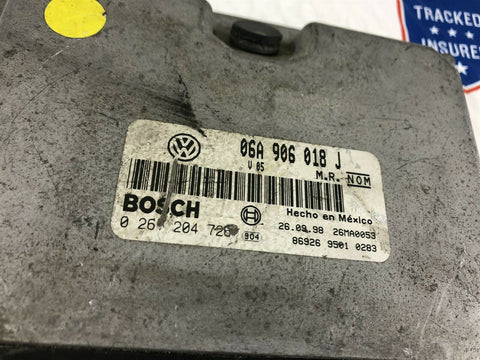 TRACKED
INSURED
06A 906 018 J
V 05
M.R. NOM
BOSCH
Hecho en México
0 261 204 726
904
26.09.98 26MA0053
86926 9501 0283